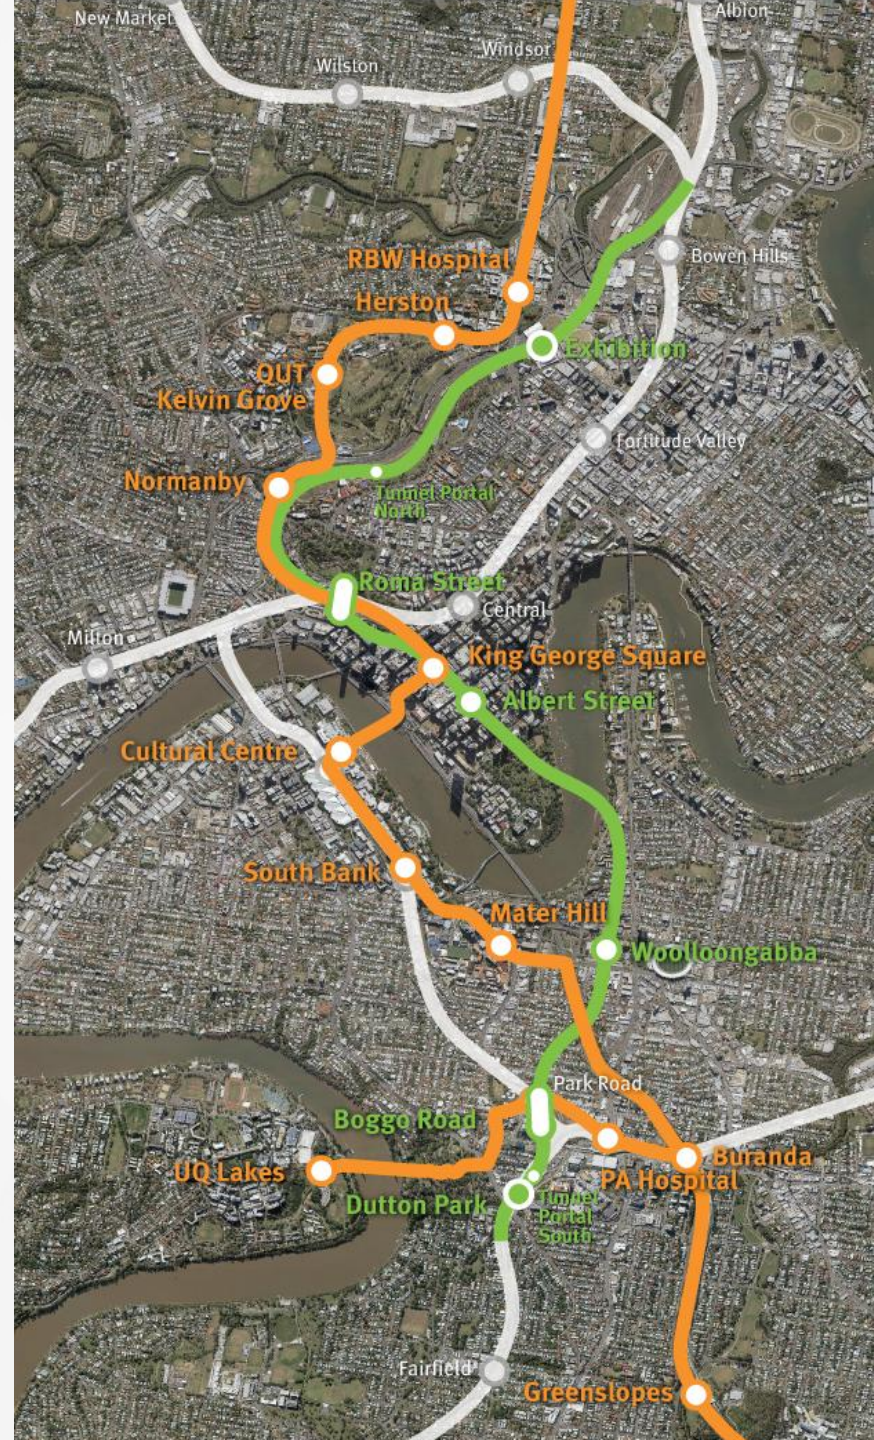 New Market
Albion
Wilston
Windsor
RBW Hospital
Bowen Hills
Herston
Exhibition
QUT
Kelvin Grove
Fortitude Valley
Normanby
Tunnel Portal
North
Roma Street
Central
Milton
King George Square
Albert Street
Cultural Centre
South Bank
Mater Hill
Woolloongabba
Park Road
Boggo Road
Buranda
UQ Lakes
PA Hospital
Dutton Park
Tunnel
Portal
South
Fairfield
Greenslopes